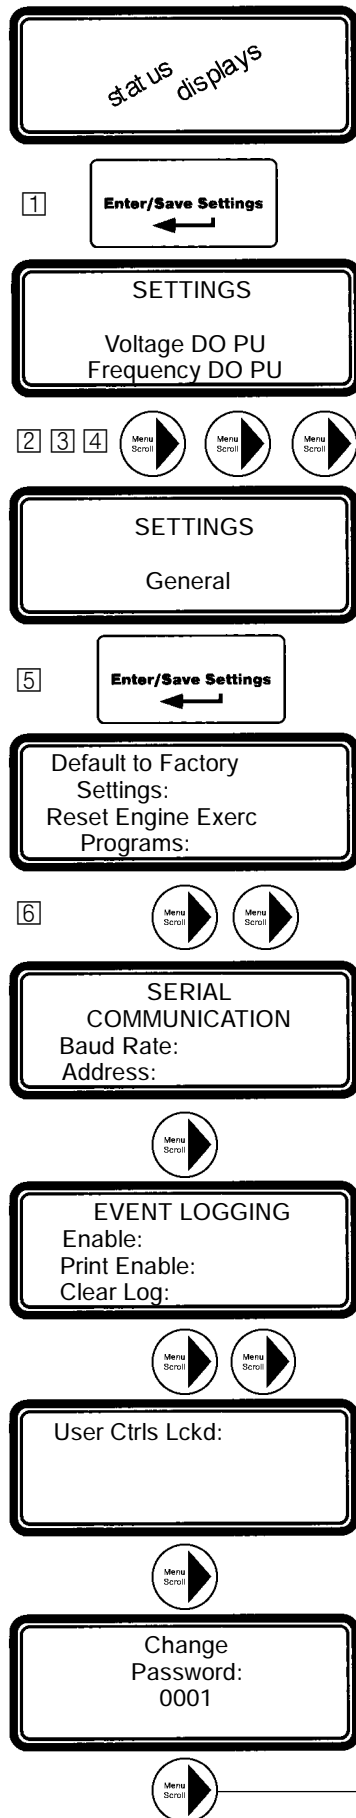 status displays
1
Enter/Save Settings
SETTINGS
Voltage DO PU
Frequency DO PU
2 3 4
Menu
Scroll
Menu
Scroll
Menu
Scroll
SETTINGS
General
5
Enter/Save Settings
Default to Factory
Settings:
Reset Engine Exerc
Programs:
6
Menu
Scroll
Menu
Scroll
SERIAL
COMMUNICATION
Baud Rate:
Address:
Menu
Scroll
EVENT LOGGING
Enable:
Print Enable:
Clear Log:
Menu
Scroll
Menu
Scroll
User Ctrls Lckd:
Menu
Scroll
Change
Password:
0001
Menu
Scroll